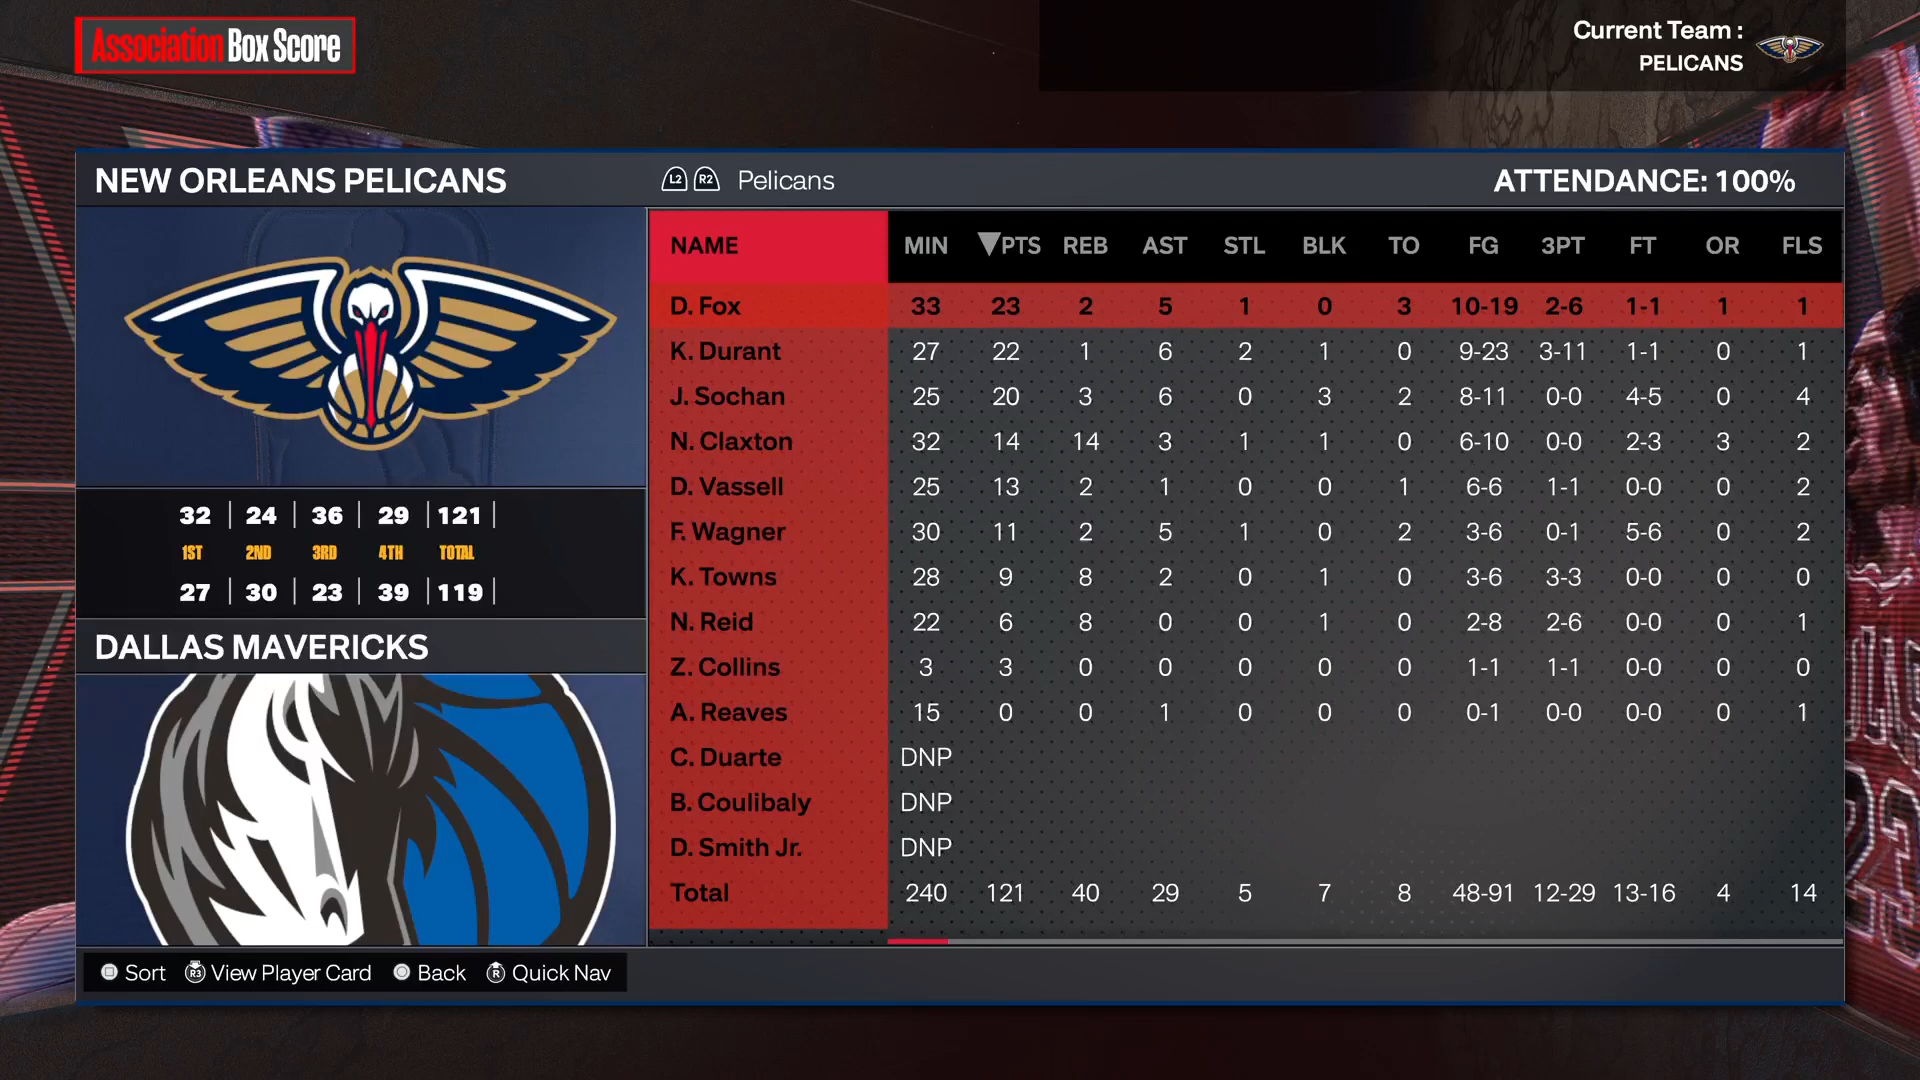 Association Box Score
Current Team :
PELICANS
NEW ORLEANS PELICANS
L2 R2 Pelicans
ATTENDANCE: 100%
32 24 36 29 121
1ST 2ND 3RD 4TH TOTAL
27 30 23 39 119
DALLAS MAVERICKS
NAME MIN PTS REB AST STL BLK TO FG 3PT FT OR FLS
D. Fox 33 23 2 5 1 0 3 10-19 2-6 1-1 1 1
K. Durant 27 22 1 6 2 1 0 9-23 3-11 1-1 0 1
J. Sochan 25 20 3 6 0 3 2 8-11 0-0 4-5 0 4
N. Claxton 32 14 14 3 1 1 0 6-10 0-0 2-3 3 2
D. Vassell 25 13 2 1 0 0 1 6-6 1-1 0-0 0 2
F. Wagner 30 11 2 5 1 0 2 3-6 0-1 5-6 0 2
K. Towns 28 9 8 2 0 1 0 3-6 3-3 0-0 0 0
N. Reid 22 6 8 0 0 1 0 2-8 2-6 0-0 0 1
Z. Collins 3 3 0 0 0 0 0 1-1 1-1 0-0 0 0
A. Reaves 15 0 0 1 0 0 0 0-1 0-0 0-0 0 1
C. Duarte DNP
B. Coulibaly DNP
D. Smith Jr. DNP
Total 240 121 40 29 5 7 8 48-91 12-29 13-16 4 14
Sort R3 View Player Card Back R Quick Nav